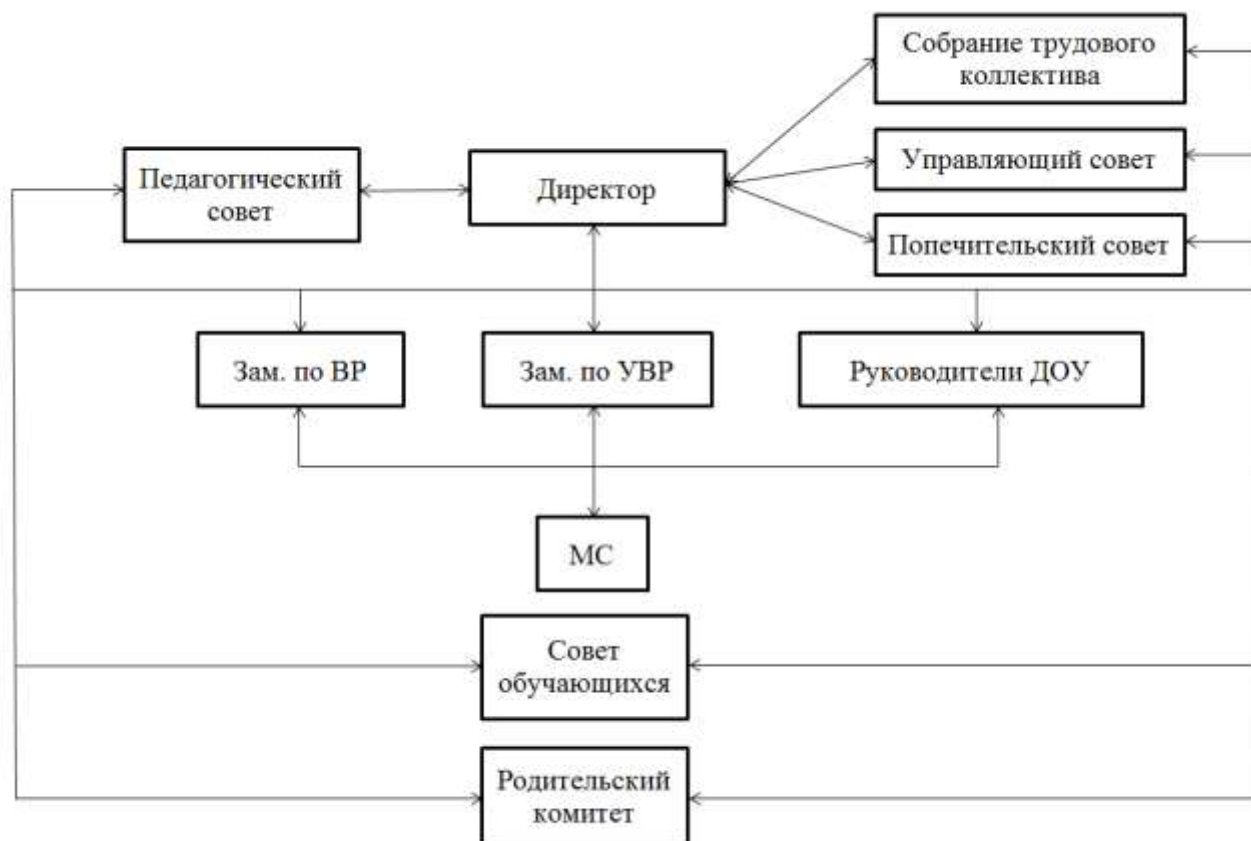 Собрание трудового
коллектива
Педагогический
совет
Директор
Управляющий совет
Попечительский совет
Зам. по ВР
Зам. по УВР
Руководители ДОУ
МС
Совет
обучающихся
Родительский
комитет